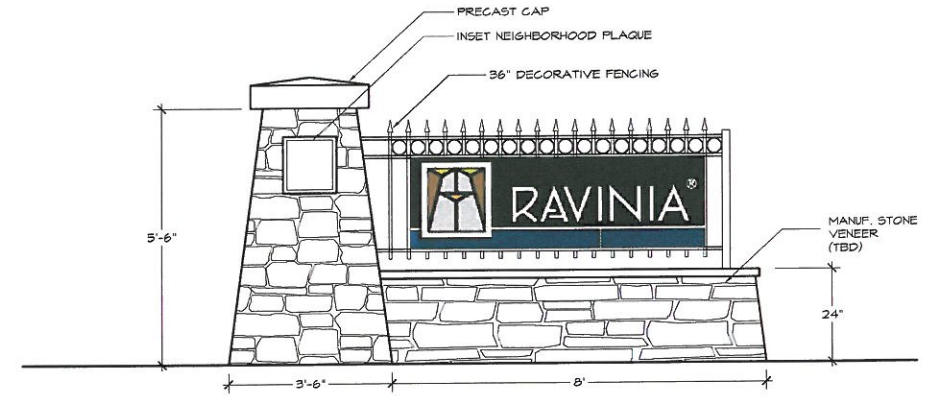 PRECAST CAP
INSET NEIGHBORHOOD PLAQUE
36" DECORATIVE FENCING
RAVINIA®
MANUF. STONE
VENEER
(TBD)
5'-6"
24"
3'-6"
8'